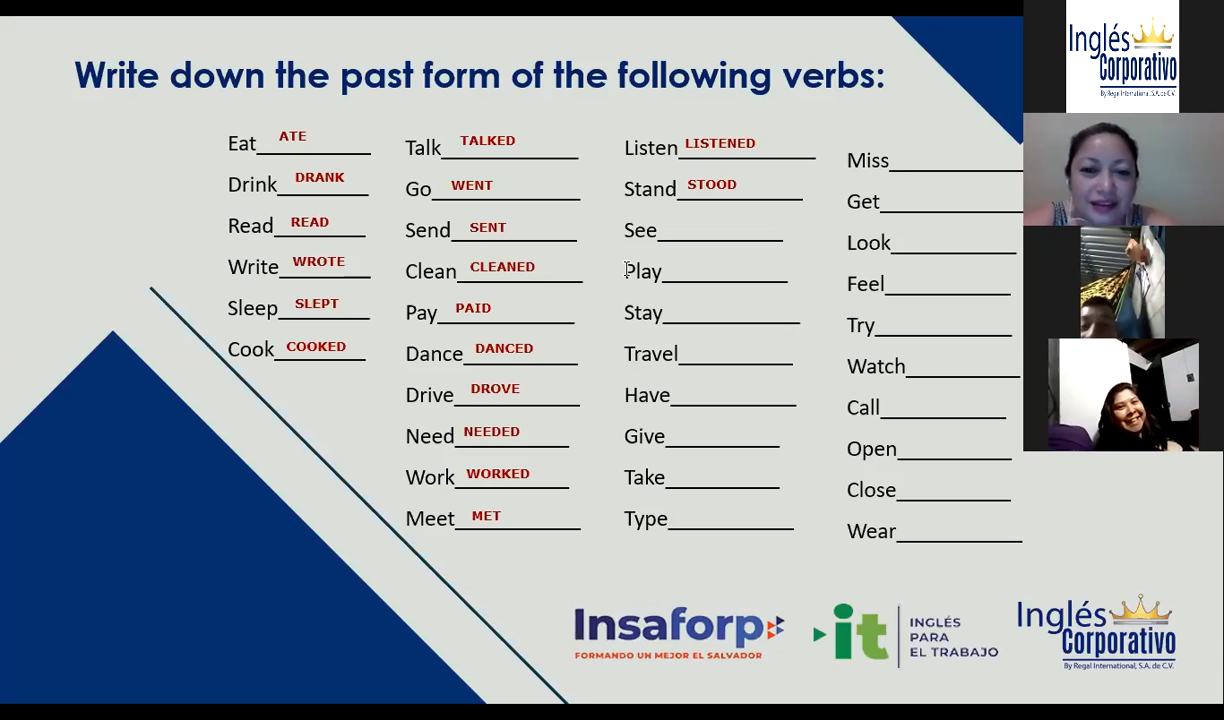 Write down the past form of the following verbs:
Eat ATE
Drink DRANK
Read READ
Write WROTE
Sleep SLEPT
Cook COOKED
Talk TALKED
Go WENT
Send SENT
Clean CLEANED
Pay PAID
Dance DANCED
Drive DROVE
Need NEEDED
Work WORKED
Meet MET
Listen LISTENED
Stand STOOD
See
Play
Stay
Travel
Have
Give
Take
Type
Miss
Get
Look
Feel
Try
Watch
Call
Open
Close
Wear
Inglés
Corporativo
By Regal International, S.A. de C.V.
Insaforp
FORMANDO UN MEJOR EL SALVADOR
it
INGLÉS
PARA
EL TRABAJO
Inglés
Corporativo
By Regal International, S.A. de C.V.